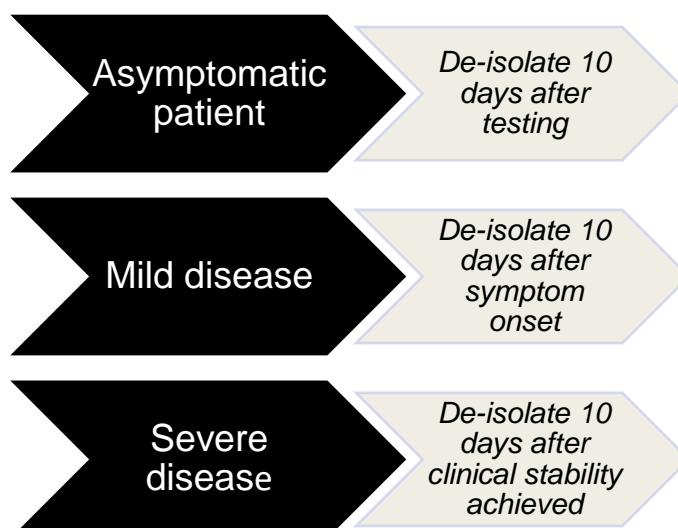 Asymptomatic
patient
De-isolate 10
days after
testing
Mild disease
De-isolate 10
days after
symptom
onset
Severe
disease
De-isolate 10
days after
clinical stability
achieved